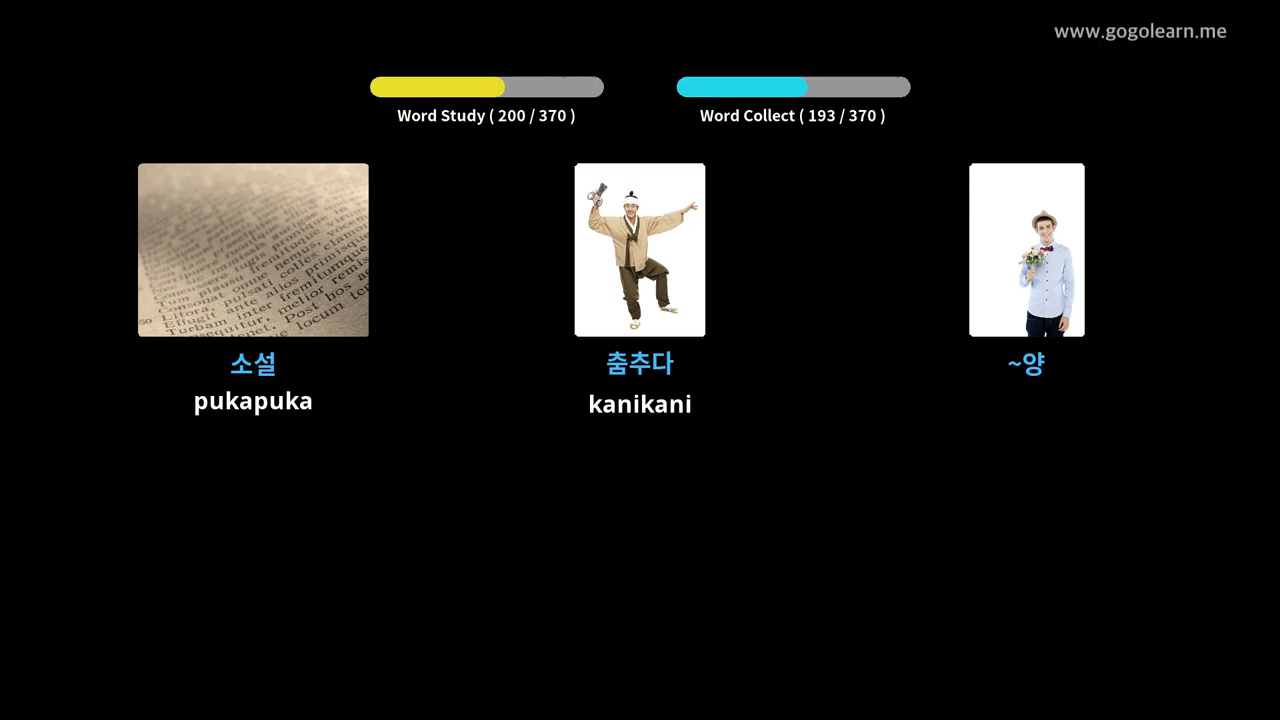 www.gogolearn.me
Word Study ( 200 / 370 )
Word Collect ( 193 / 370 )
소설
pukapuka
춤추다
kanikani
~양